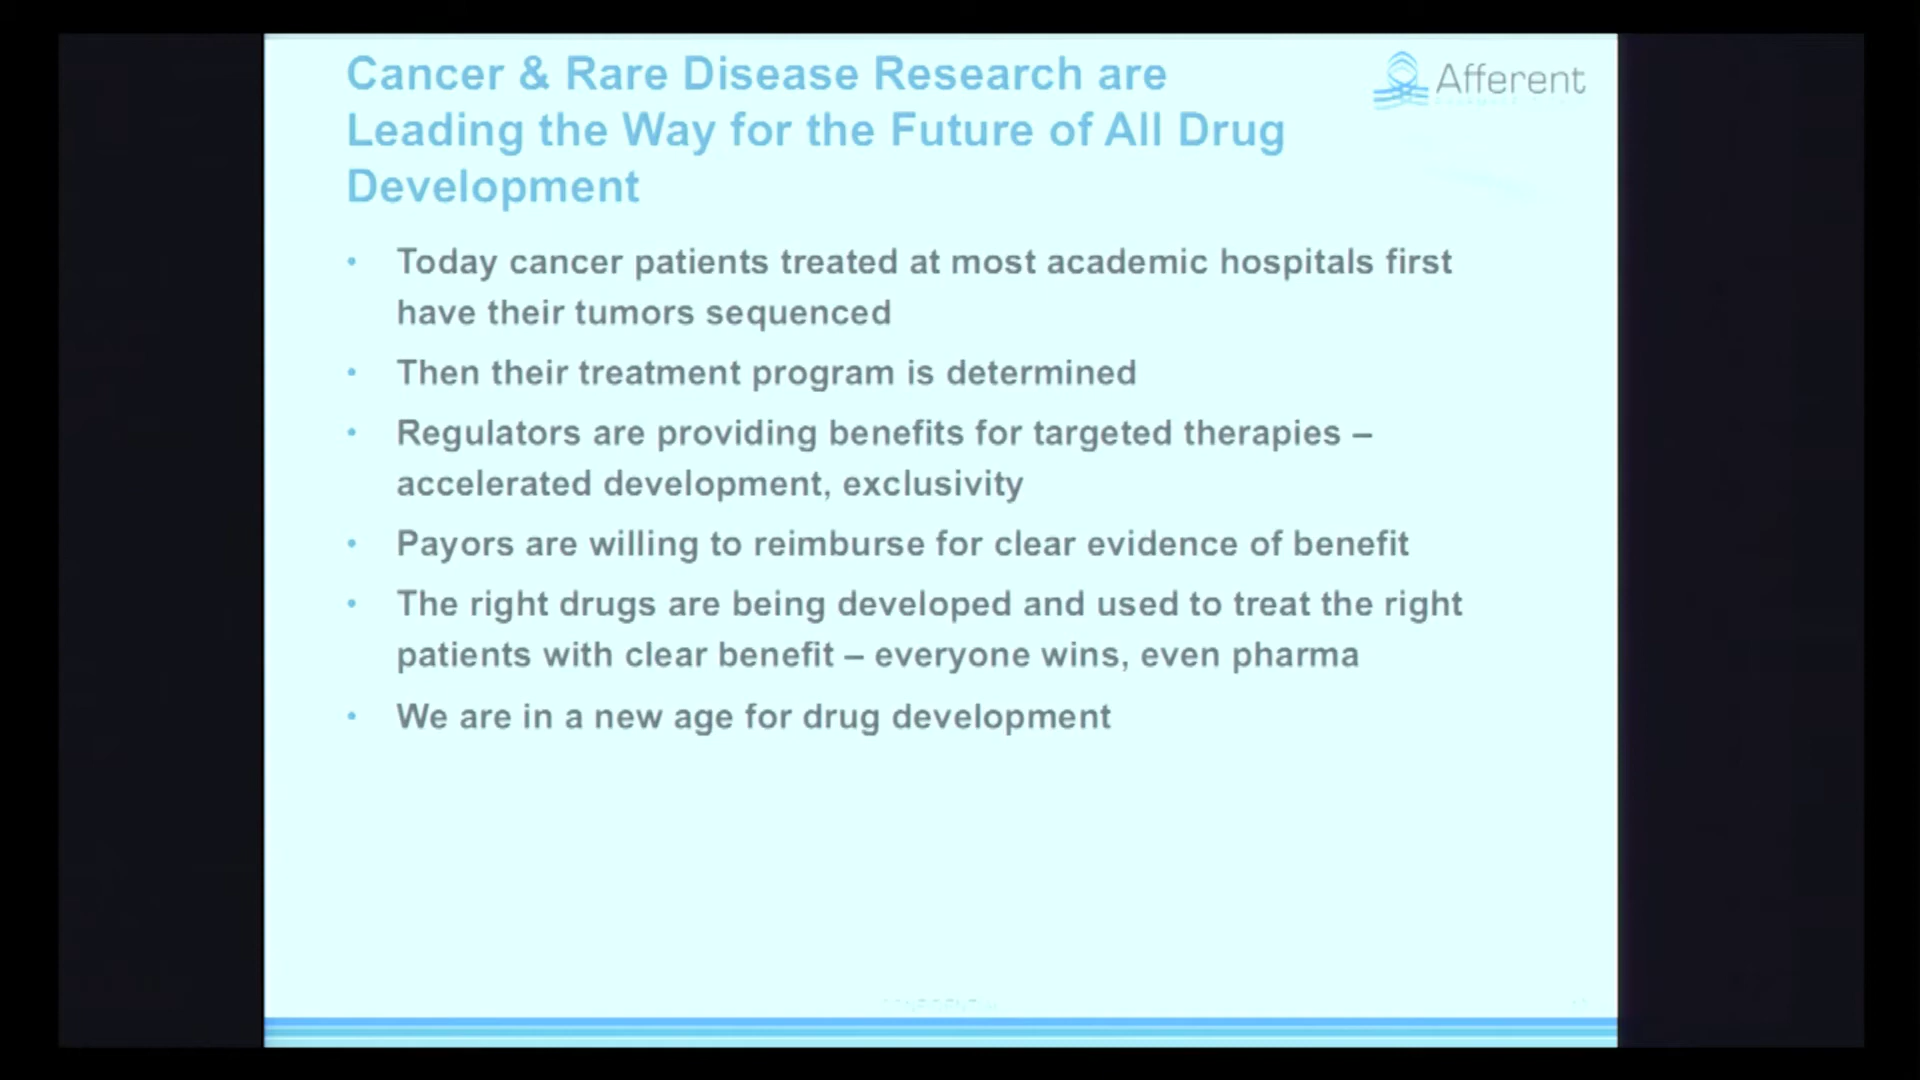 Cancer & Rare Disease Research are
Leading the Way for the Future of All Drug
Development
Afferent
• Today cancer patients treated at most academic hospitals first
have their tumors sequenced
• Then their treatment program is determined
• Regulators are providing benefits for targeted therapies –
accelerated development, exclusivity
• Payors are willing to reimburse for clear evidence of benefit
• The right drugs are being developed and used to treat the right
patients with clear benefit – everyone wins, even pharma
• We are in a new age for drug development